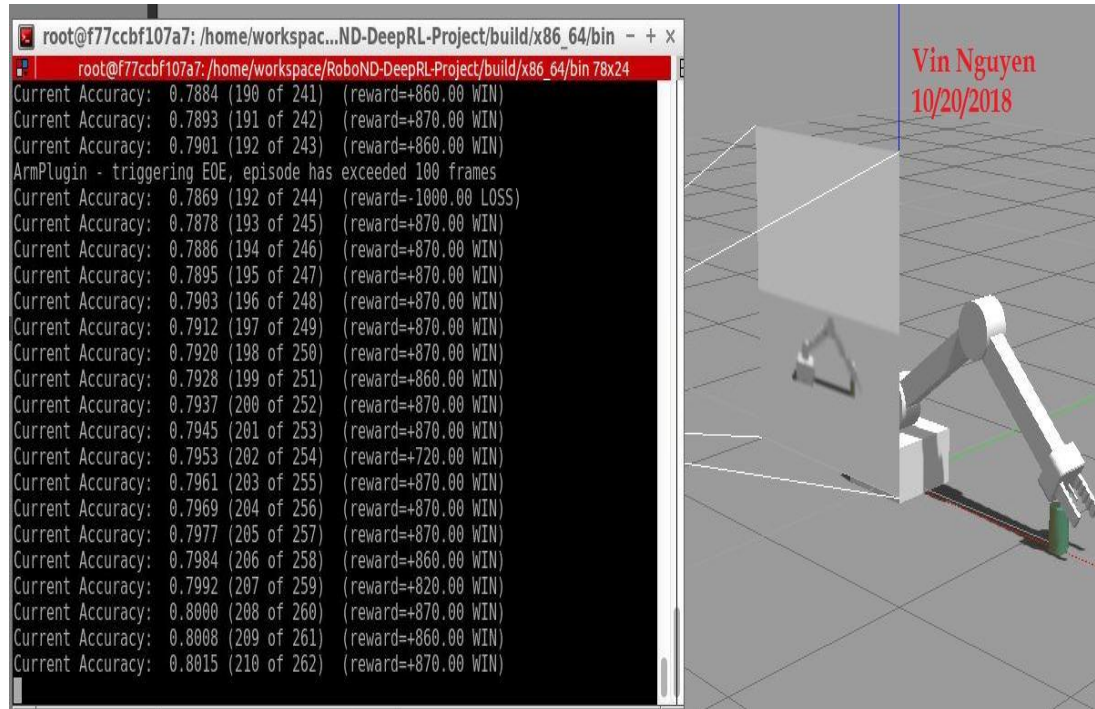 root@f77ccbf107a7: /home/workspac...ND-DeepRL-Project/build/x86_64/bin
root@f77ccbf107a7: /home/workspace/RoboND-DeepRL-Project/build/x86_64/bin 78x24
Current Accuracy:  0.7884 (190 of 241)  (reward=+860.00 WIN)
Current Accuracy:  0.7893 (191 of 242)  (reward=+870.00 WIN)
Current Accuracy:  0.7901 (192 of 243)  (reward=+860.00 WIN)
ArmPlugin - triggering EOE, episode has exceeded 100 frames
Current Accuracy:  0.7869 (192 of 244)  (reward=-1000.00 LOSS)
Current Accuracy:  0.7878 (193 of 245)  (reward=+870.00 WIN)
Current Accuracy:  0.7886 (194 of 246)  (reward=+870.00 WIN)
Current Accuracy:  0.7895 (195 of 247)  (reward=+870.00 WIN)
Current Accuracy:  0.7903 (196 of 248)  (reward=+870.00 WIN)
Current Accuracy:  0.7912 (197 of 249)  (reward=+870.00 WIN)
Current Accuracy:  0.7920 (198 of 250)  (reward=+870.00 WIN)
Current Accuracy:  0.7928 (199 of 251)  (reward=+860.00 WIN)
Current Accuracy:  0.7937 (200 of 252)  (reward=+870.00 WIN)
Current Accuracy:  0.7945 (201 of 253)  (reward=+870.00 WIN)
Current Accuracy:  0.7953 (202 of 254)  (reward=+720.00 WIN)
Current Accuracy:  0.7961 (203 of 255)  (reward=+870.00 WIN)
Current Accuracy:  0.7969 (204 of 256)  (reward=+870.00 WIN)
Current Accuracy:  0.7977 (205 of 257)  (reward=+870.00 WIN)
Current Accuracy:  0.7984 (206 of 258)  (reward=+860.00 WIN)
Current Accuracy:  0.7992 (207 of 259)  (reward=+820.00 WIN)
Current Accuracy:  0.8000 (208 of 260)  (reward=+870.00 WIN)
Current Accuracy:  0.8008 (209 of 261)  (reward=+860.00 WIN)
Current Accuracy:  0.8015 (210 of 262)  (reward=+870.00 WIN)
Vin Nguyen
10/20/2018